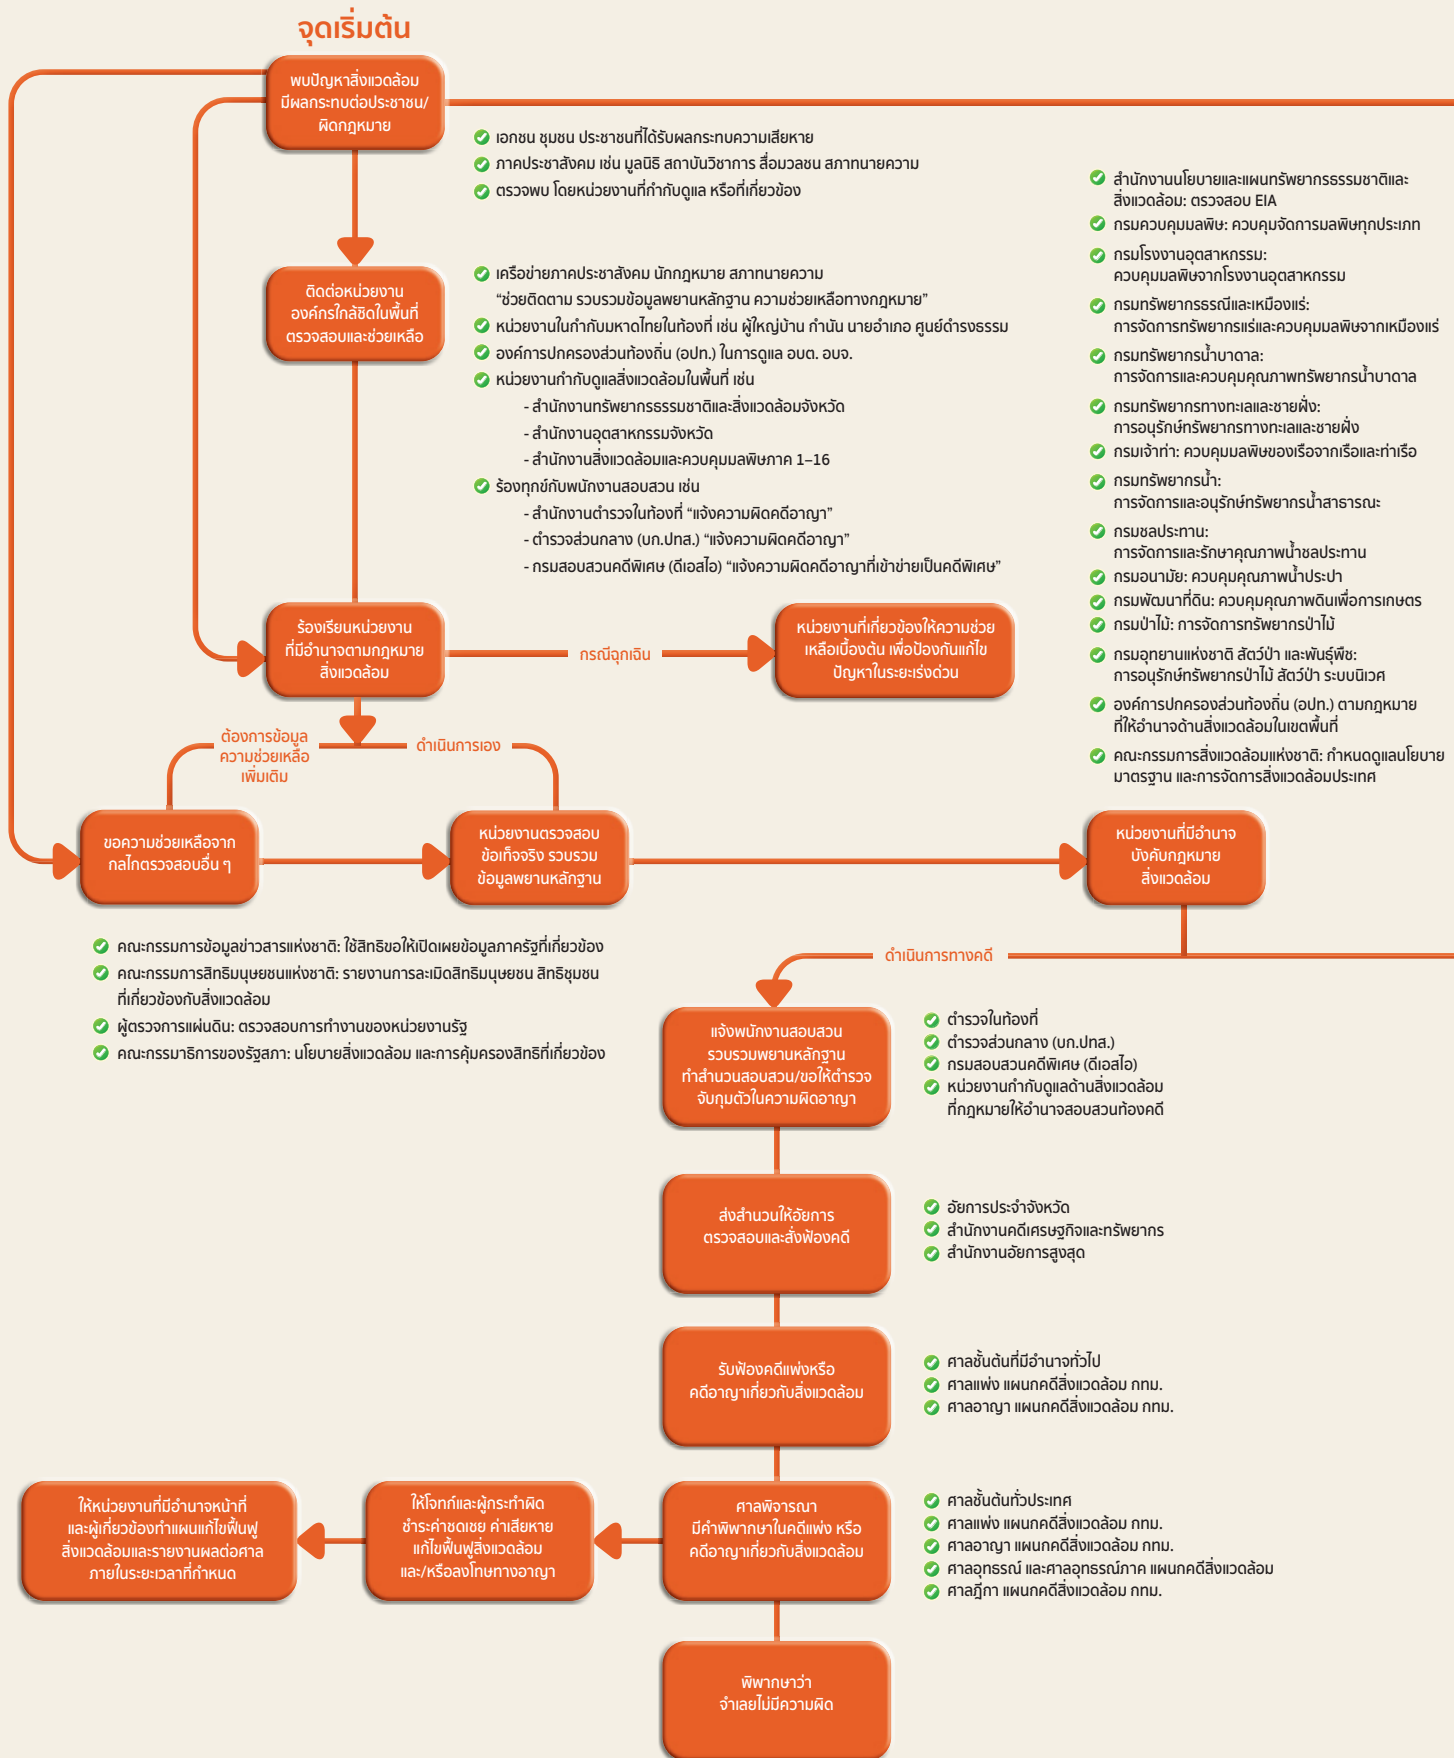 จุดเริ่มต้น
พบปัญหาสิ่งแวดล้อม
มีผลกระทบต่อประชาชน/
ผิดกฎหมาย
เอกชน ชุมชน ประชาชนที่ได้รับผลกระทบความเสียหาย
ภาคประชาสังคม เช่น มูลนิธิ สถาบันวิชาการ สื่อมวลชน สภาทนายความ
ตรวจพบ โดยหน่วยงานที่กำกับดูแล หรือที่เกี่ยวข้อง
ติดต่อหน่วยงาน
องค์กรใกล้ชิดในพื้นที่
ตรวจสอบและช่วยเหลือ
เครือข่ายภาคประชาสังคม นักกฎหมาย สภาทนายความ
“ช่วยติดตาม รวบรวมข้อมูลพยานหลักฐาน ความช่วยเหลือทางกฎหมาย”
หน่วยงานในกำกับมหาดไทยในท้องที่ เช่น ผู้ใหญ่บ้าน กำนัน นายอำเภอ ศูนย์ดำรงธรรม
องค์การปกครองส่วนท้องถิ่น (อปท.) ในการดูแล อบต. อบจ.
หน่วยงานกำกับดูแลสิ่งแวดล้อมในพื้นที่ เช่น
- สำนักงานทรัพยากรธรรมชาติและสิ่งแวดล้อมจังหวัด
- สำนักงานอุตสาหกรรมจังหวัด
- สำนักงานสิ่งแวดล้อมและควบคุมมลพิษภาค 1–16
ร้องทุกข์กับพนักงานสอบสวน เช่น
- สำนักงานตำรวจในท้องที่ “แจ้งความผิดคดีอาญา”
- ตำรวจส่วนกลาง (บก.ปทส.) “แจ้งความผิดคดีอาญา”
- กรมสอบสวนคดีพิเศษ (ดีเอสไอ) “แจ้งความผิดคดีอาญาที่เข้าข่ายเป็นคดีพิเศษ”
สำนักงานนโยบายและแผนทรัพยากรธรรมชาติและ
สิ่งแวดล้อม: ตรวจสอบ EIA
กรมควบคุมมลพิษ: ควบคุมจัดการมลพิษทุกประเภท
กรมโรงงานอุตสาหกรรม:
ควบคุมมลพิษจากโรงงานอุตสาหกรรม
กรมทรัพยากรธรณีและเหมืองแร่:
การจัดการทรัพยากรแร่และควบคุมมลพิษจากเหมืองแร่
กรมทรัพยากรน้ำบาดาล:
การจัดการและควบคุมคุณภาพทรัพยากรน้ำบาดาล
กรมทรัพยากรทางทะเลและชายฝั่ง:
การอนุรักษ์ทรัพยากรทางทะเลและชายฝั่ง
กรมเจ้าท่า: ควบคุมมลพิษของเรือจากเรือและท่าเรือ
กรมทรัพยากรน้ำ:
การจัดการและอนุรักษ์ทรัพยากรน้ำสาธารณะ
กรมชลประทาน:
การจัดการและรักษาคุณภาพน้ำชลประทาน
กรมอนามัย: ควบคุมคุณภาพน้ำประปา
กรมพัฒนาที่ดิน: ควบคุมคุณภาพดินเพื่อการเกษตร
กรมป่าไม้: การจัดการทรัพยากรป่าไม้
กรมอุทยานแห่งชาติ สัตว์ป่า และพันธุ์พืช:
การอนุรักษ์ทรัพยากรป่าไม้ สัตว์ป่า ระบบนิเวศ
องค์การปกครองส่วนท้องถิ่น (อปท.) ตามกฎหมาย
ที่ให้อำนาจด้านสิ่งแวดล้อมในเขตพื้นที่
คณะกรรมการสิ่งแวดล้อมแห่งชาติ: กำหนดดูแลนโยบาย
มาตรฐาน และการจัดการสิ่งแวดล้อมประเทศ
ร้องเรียนหน่วยงาน
ที่มีอำนาจตามกฎหมาย
สิ่งแวดล้อม
กรณีฉุกเฉิน
หน่วยงานที่เกี่ยวข้องให้ความช่วย
เหลือเบื้องต้น เพื่อป้องกันแก้ไข
ปัญหาในระยะเร่งด่วน
ต้องการข้อมูล
ความช่วยเหลือ
เพิ่มเติม
ดำเนินการเอง
ขอความช่วยเหลือจาก
กลไกตรวจสอบอื่น ๆ
หน่วยงานตรวจสอบ
ข้อเท็จจริง รวบรวม
ข้อมูลพยานหลักฐาน
หน่วยงานที่มีอำนาจ
บังคับกฎหมาย
สิ่งแวดล้อม
คณะกรรมการข้อมูลข่าวสารแห่งชาติ: ใช้สิทธิขอให้เปิดเผยข้อมูลภาครัฐที่เกี่ยวข้อง
คณะกรรมการสิทธิมนุษยชนแห่งชาติ: รายงานการละเมิดสิทธิมนุษยชน สิทธิชุมชน
ที่เกี่ยวข้องกับสิ่งแวดล้อม
ผู้ตรวจการแผ่นดิน: ตรวจสอบการทำงานของหน่วยงานรัฐ
คณะกรรมาธิการของรัฐสภา: นโยบายสิ่งแวดล้อม และการคุ้มครองสิทธิที่เกี่ยวข้อง
ดำเนินการทางคดี
แจ้งพนักงานสอบสวน
รวบรวมพยานหลักฐาน
ทำสำนวนสอบสวน/ขอให้ตำรวจ
จับกุมตัวในความผิดอาญา
ตำรวจในท้องที่
ตำรวจส่วนกลาง (บก.ปทส.)
กรมสอบสวนคดีพิเศษ (ดีเอสไอ)
หน่วยงานกำกับดูแลด้านสิ่งแวดล้อม
ที่กฎหมายให้อำนาจสอบสวนท้องคดี
ส่งสำนวนให้อัยการ
ตรวจสอบและสั่งฟ้องคดี
อัยการประจำจังหวัด
สำนักงานคดีเศรษฐกิจและทรัพยากร
สำนักงานอัยการสูงสุด
รับฟ้องคดีแพ่งหรือ
คดีอาญาเกี่ยวกับสิ่งแวดล้อม
ศาลชั้นต้นที่มีอำนาจทั่วไป
ศาลแพ่ง แผนกคดีสิ่งแวดล้อม กทม.
ศาลอาญา แผนกคดีสิ่งแวดล้อม กทม.
ให้หน่วยงานที่มีอำนาจหน้าที่
และผู้เกี่ยวข้องทำแผนแก้ไขฟื้นฟู
สิ่งแวดล้อมและรายงานผลต่อศาล
ภายในระยะเวลาที่กำหนด
ให้โจทก์และผู้กระทำผิด
ชำระค่าชดเชย ค่าเสียหาย
แก้ไขฟื้นฟูสิ่งแวดล้อม
และ/หรือลงโทษทางอาญา
ศาลพิจารณา
มีคำพิพากษาในคดีแพ่ง หรือ
คดีอาญาเกี่ยวกับสิ่งแวดล้อม
ศาลชั้นต้นทั่วประเทศ
ศาลแพ่ง แผนกคดีสิ่งแวดล้อม กทม.
ศาลอาญา แผนกคดีสิ่งแวดล้อม กทม.
ศาลอุทธรณ์ และศาลอุทธรณ์ภาค แผนกคดีสิ่งแวดล้อม
ศาลฎีกา แผนกคดีสิ่งแวดล้อม กทม.
พิพากษาว่า
จำเลยไม่มีความผิด